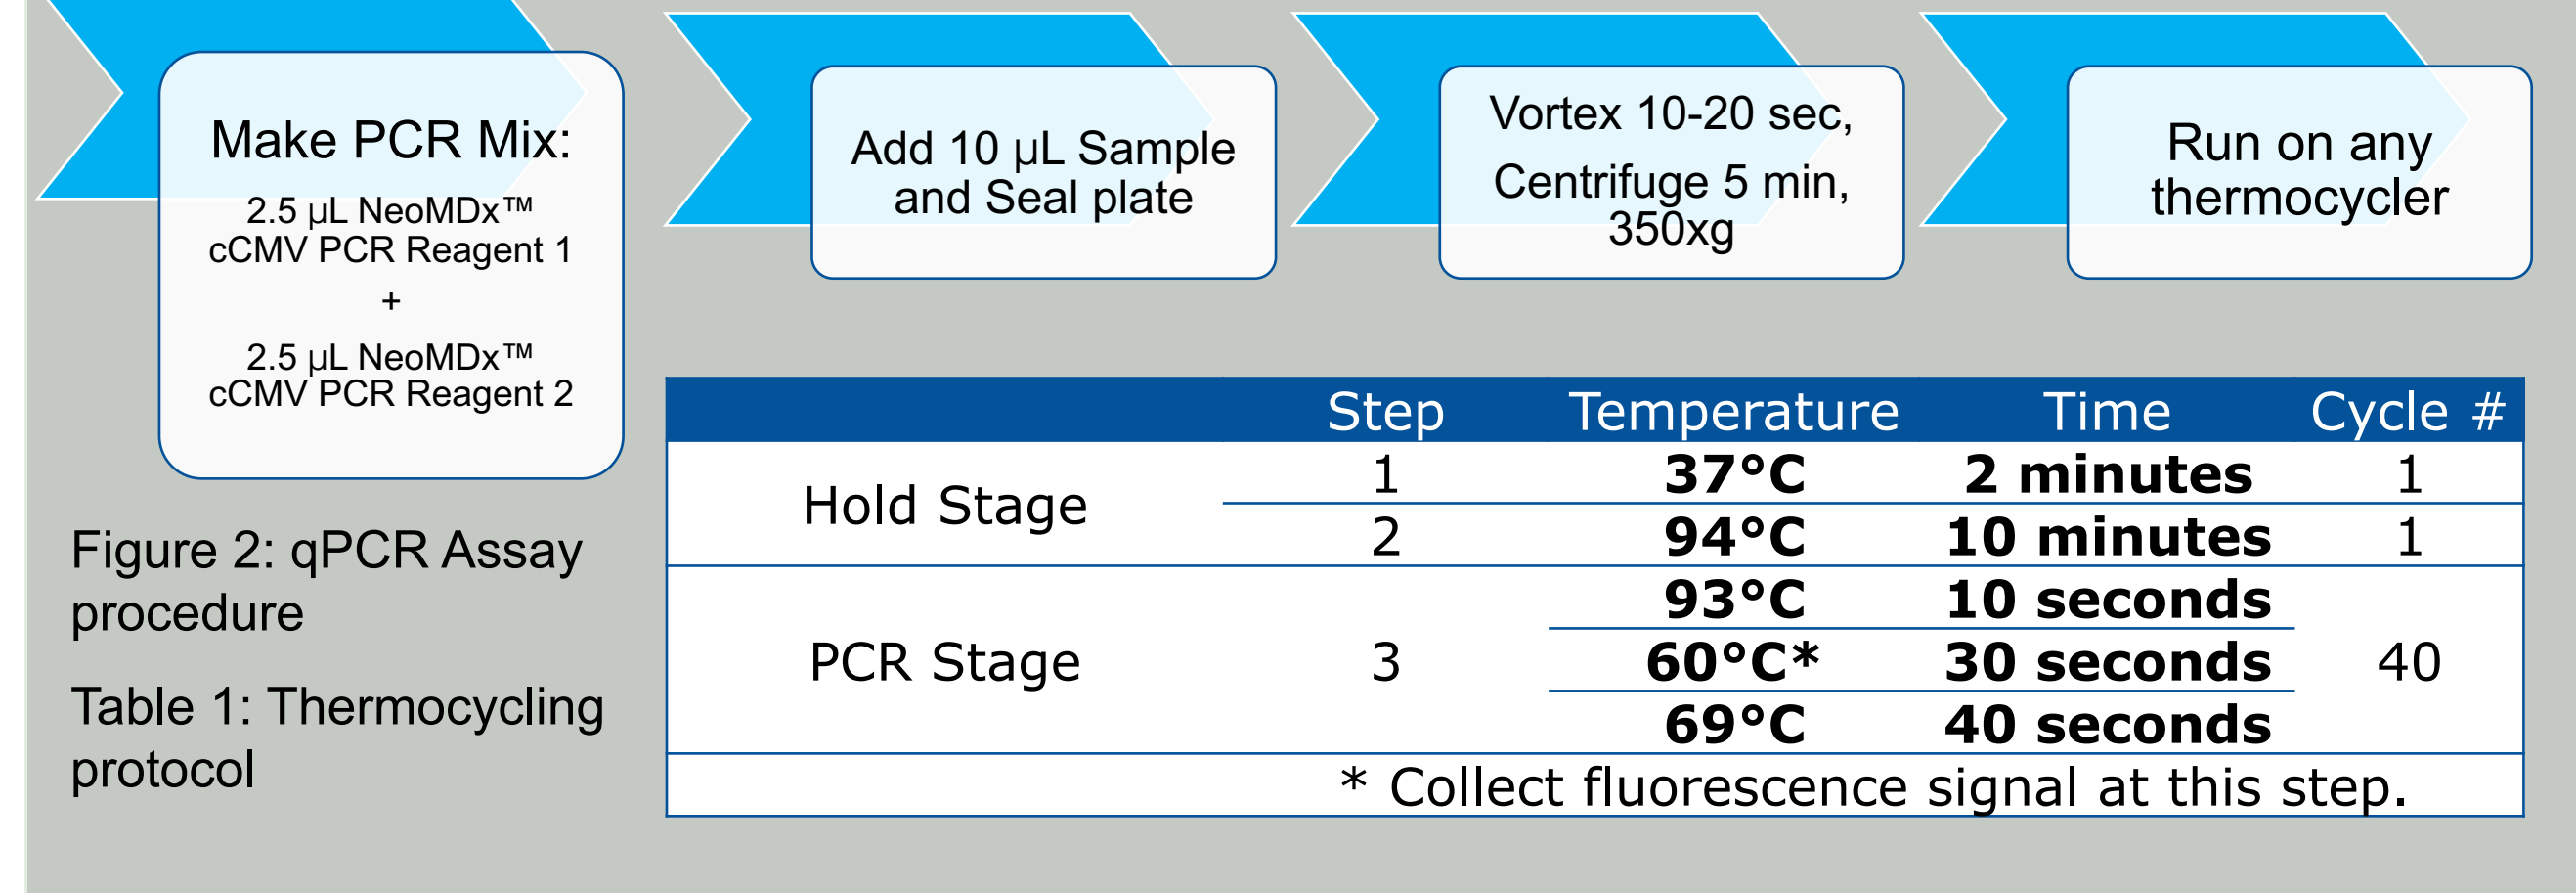 Make PCR Mix:
2.5 µL NeoMDx™
cCMV PCR Reagent 1
+
2.5 µL NeoMDx™
cCMV PCR Reagent 2
Add 10 µL Sample
and Seal plate
Vortex 10-20 sec,
Centrifuge 5 min,
350xg
Run on any
thermocycler
Figure 2: qPCR Assay
procedure
Table 1: Thermocycling
protocol
Step Temperature Time Cycle #
Hold Stage
1 37°C 2 minutes 1
2 94°C 10 minutes 1
PCR Stage
3
93°C 10 seconds
60°C* 30 seconds
69°C 40 seconds
40
* Collect fluorescence signal at this step.